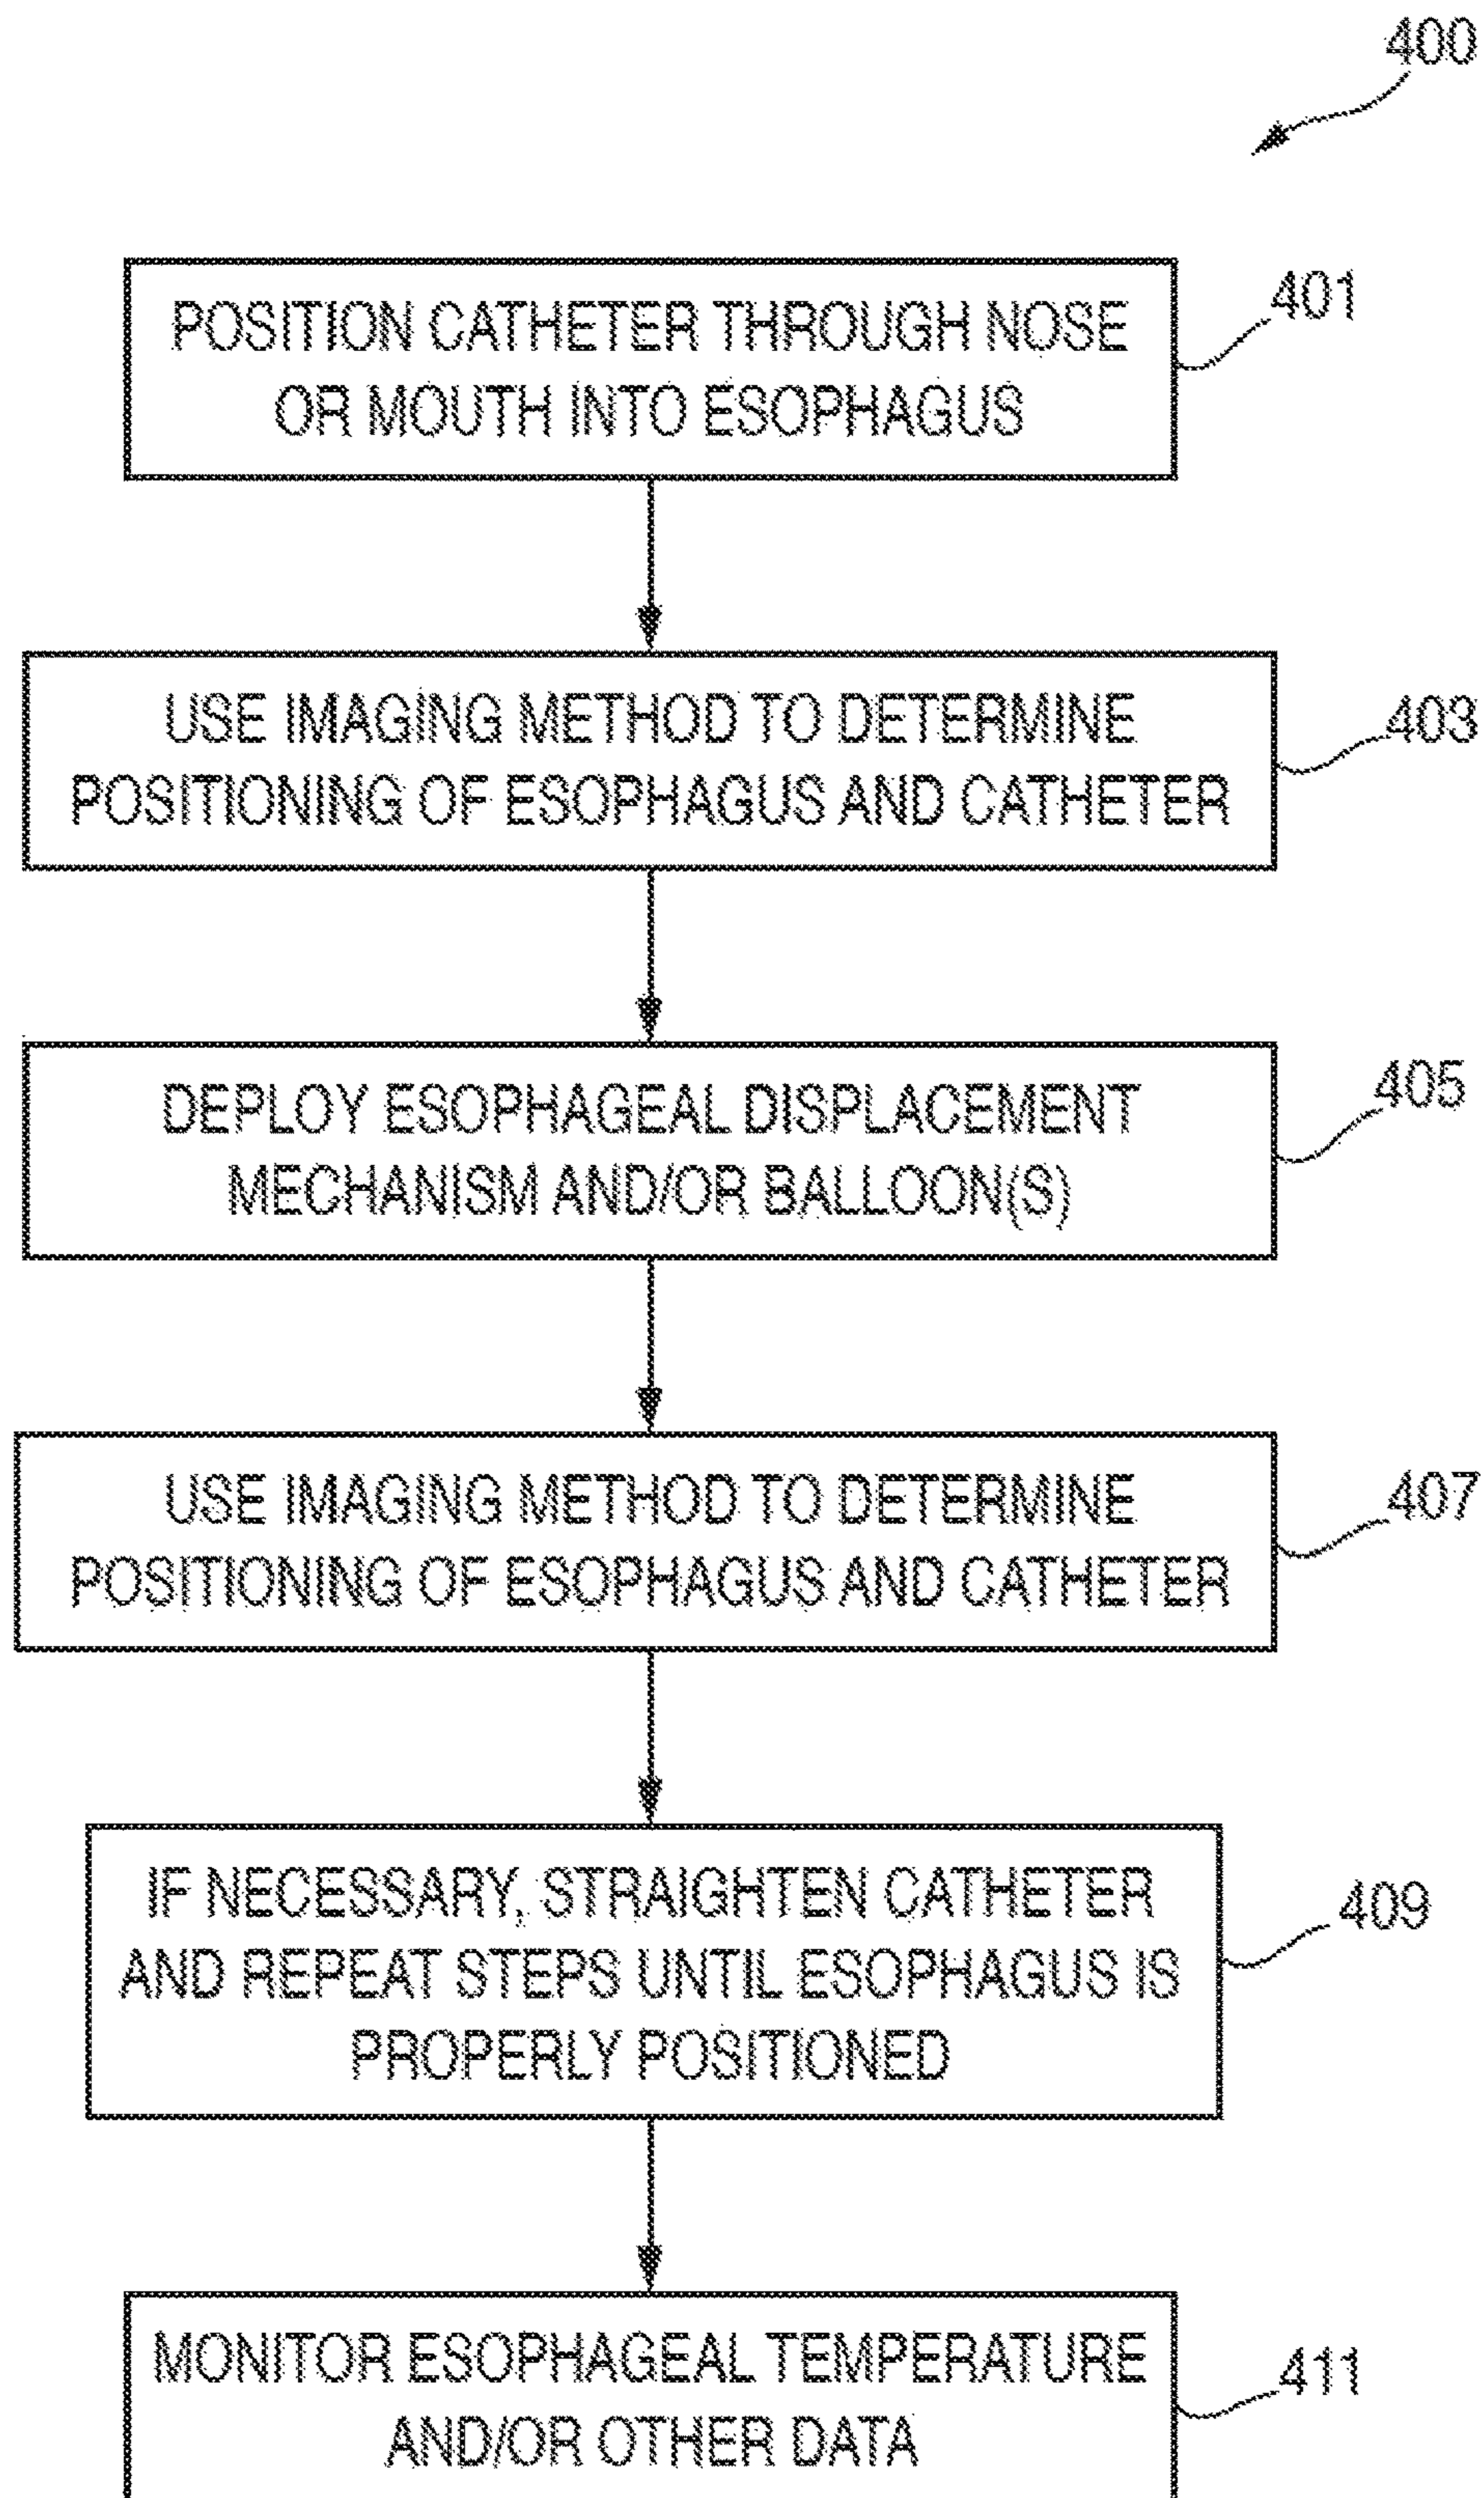 400
POSITION CATHETER THROUGH NOSE
OR MOUTH INTO ESOPHAGUS
401
USE IMAGING METHOD TO DETERMINE
POSITIONING OF ESOPHAGUS AND CATHETER
403
DEPLOY ESOPHAGEAL DISPLACEMENT
MECHANISM AND/OR BALLOON(S)
405
USE IMAGING METHOD TO DETERMINE
POSITIONING OF ESOPHAGUS AND CATHETER
407
IF NECESSARY, STRAIGHTEN CATHETER
AND REPEAT STEPS UNTIL ESOPHAGUS IS
PROPERLY POSITIONED
409
MONITOR ESOPHAGEAL TEMPERATURE
AND/OR OTHER DATA
411